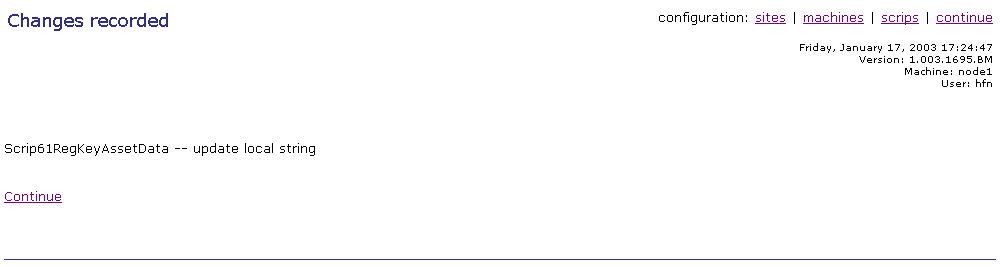 Changes recorded
configuration: sites | machines | scrips | continue
Friday, January 17, 2003 17:24:47
Version: 1.003.1695.BM
Machine: node1
User: hfn
Scrip61RegKeyAssetData -- update local string
Continue